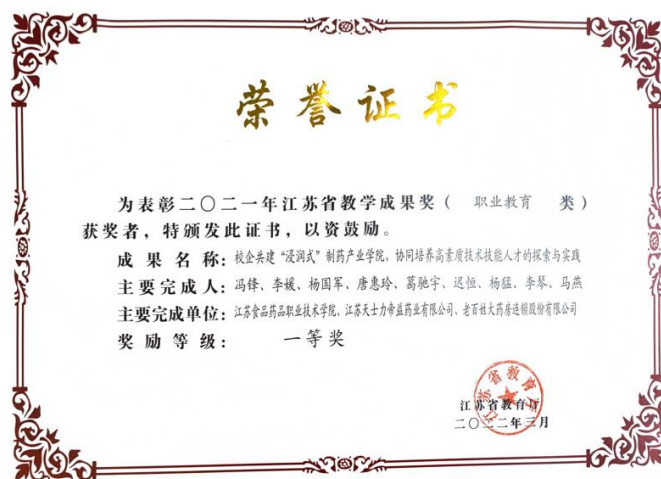 荣誉证书
为表彰二〇二一年江苏省教学成果奖（ 职业教育 类）
获奖者，特颁发此证书，以资鼓励。
成果名称：校企共建“浸润式”制药产业学院，协同培养高素质技术技能人才的探索与实践
主要完成人：冯锋、李媛、杨国军、唐惠玲、葛驰宇、迟恒、杨猛、李琴、马燕
主要完成单位：江苏食品药品职业技术学院、江苏天士力帝益药业有限公司、老百姓大药房连锁股份有限公司
奖励等级： 一等奖
江苏省教育厅
江苏省教育厅
二〇二二年三月